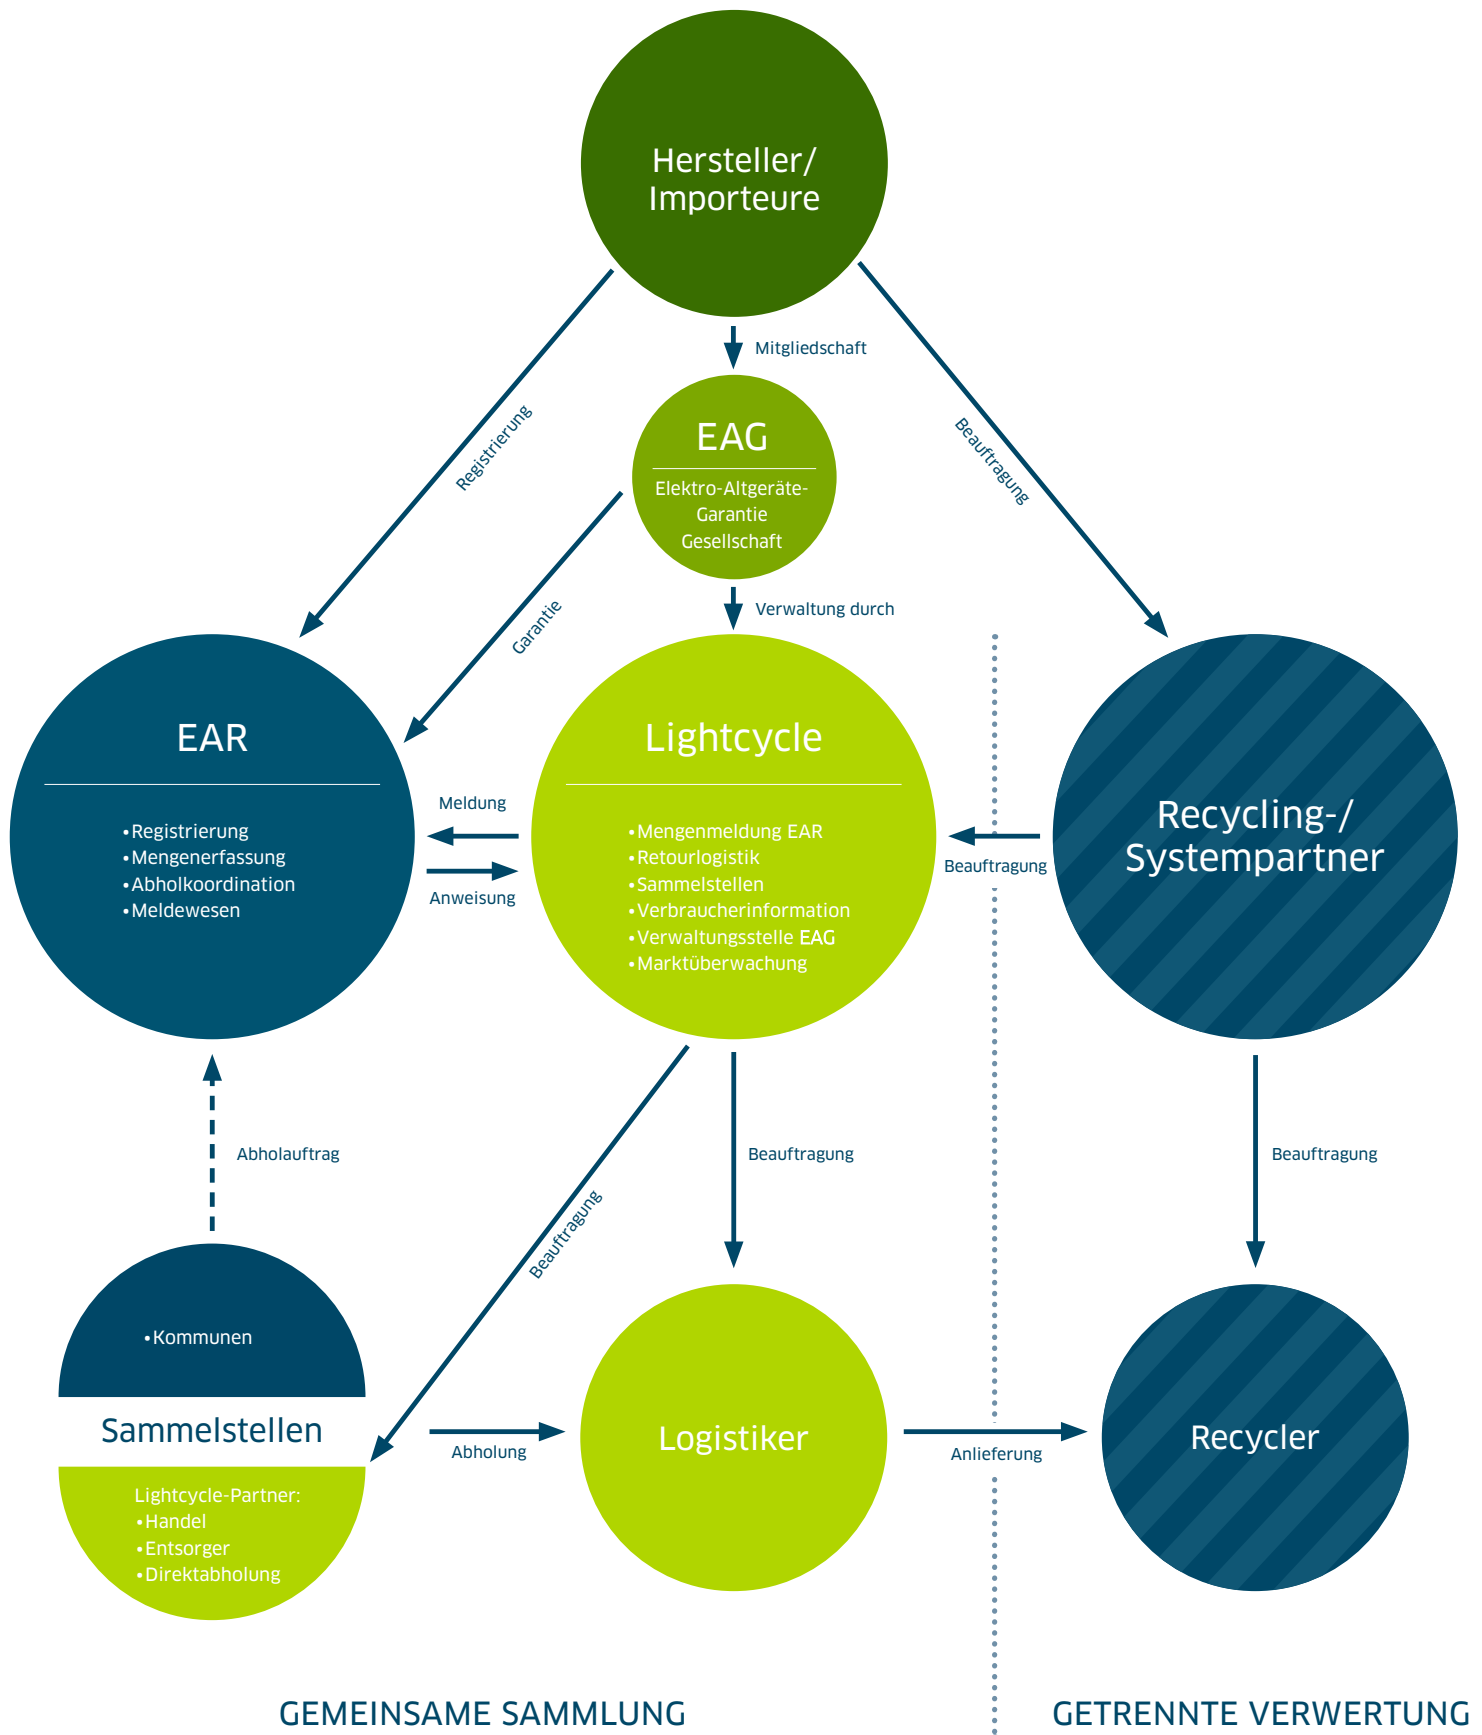 Hersteller/
Importeure
Mitgliedschaft
Registrierung
Beauftragung
EAG
Elektro-Altgeräte-
Garantie
Gesellschaft
Garantie
Verwaltung durch
EAR
•Registrierung
•Mengenerfassung
•Abholkoordination
•Meldewesen
Meldung
Anweisung
Lightcycle
•Mengenmeldung EAR
•Retourlogistik
•Sammelstellen
•Verbraucherinformation
•Verwaltungsstelle EAG
•Marktüberwachung
Beauftragung
Recycling-/
Systempartner
Abholauftrag
Beauftragung
Beauftragung
Beauftragung
•Kommunen
Sammelstellen
Lightcycle-Partner:
•Handel
•Entsorger
•Direktabholung
Abholung
Logistiker
Anlieferung
Recycler
GEMEINSAME SAMMLUNG
GETRENNTE VERWERTUNG